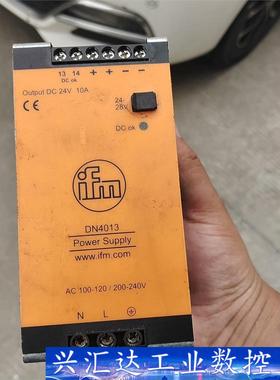 13 14 + + − −
DC ok
Output DC 24V 10A
24-
28V
CE
DC ok
ifm
DN4013
Power Supply
www.ifm.com
AC 100-120 / 200-240V
N L
兴汇达工业数控